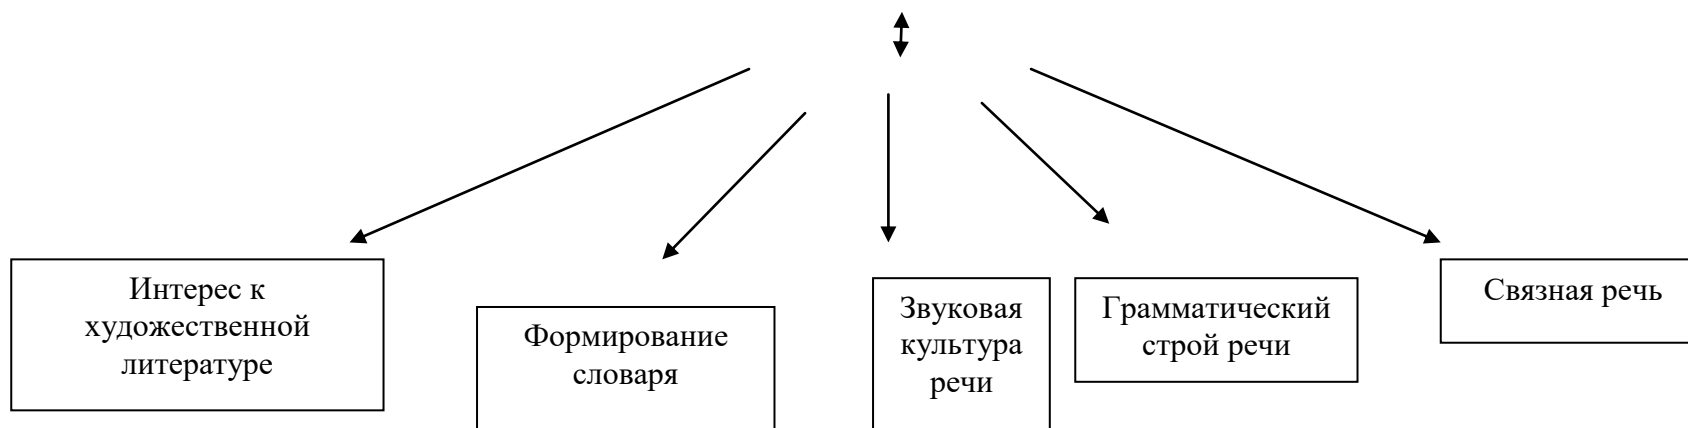 Интерес к
художественной
литературе
Формирование
словаря
Звуковая
культура
речи
Грамматический
строй речи
Связная речь